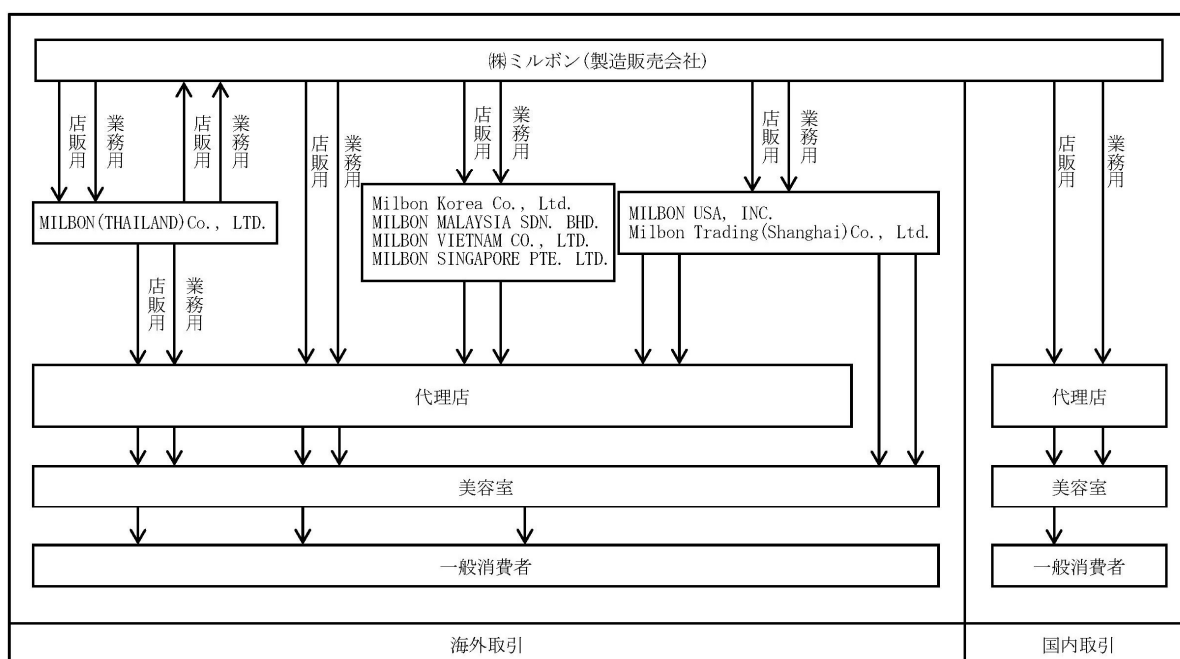 ㈱ミルボン(製造販売会社)
店販用
業務用
店販用
業務用
店販用
業務用
店販用
業務用
店販用
業務用
店販用
業務用
MILBON(THAILAND)Co., LTD.
Milbon Korea Co., Ltd.
MILBON MALAYSIA SDN. BHD.
MILBON VIETNAM CO., LTD.
MILBON SINGAPORE PTE. LTD.
MILBON USA, INC.
Milbon Trading(Shanghai)Co., Ltd.
店販用
業務用
代理店
代理店
美容室
美容室
一般消費者
一般消費者
海外取引
国内取引